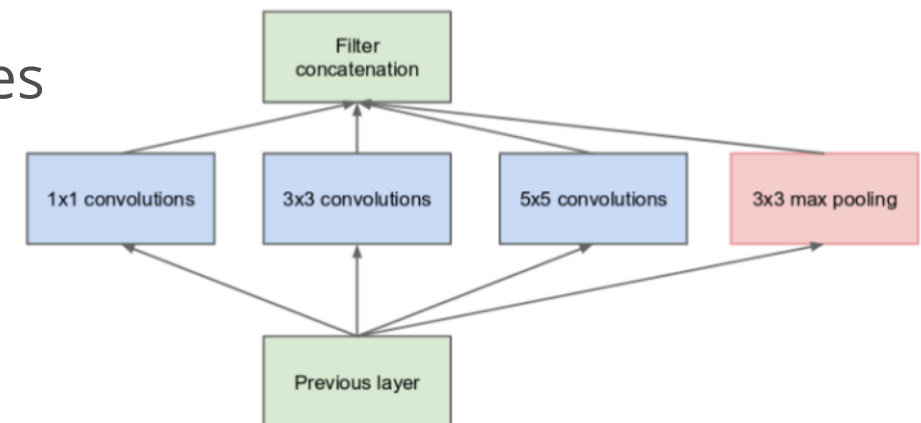 es
Filter
concatenation
1x1 convolutions
3x3 convolutions
5x5 convolutions
3x3 max pooling
Previous layer